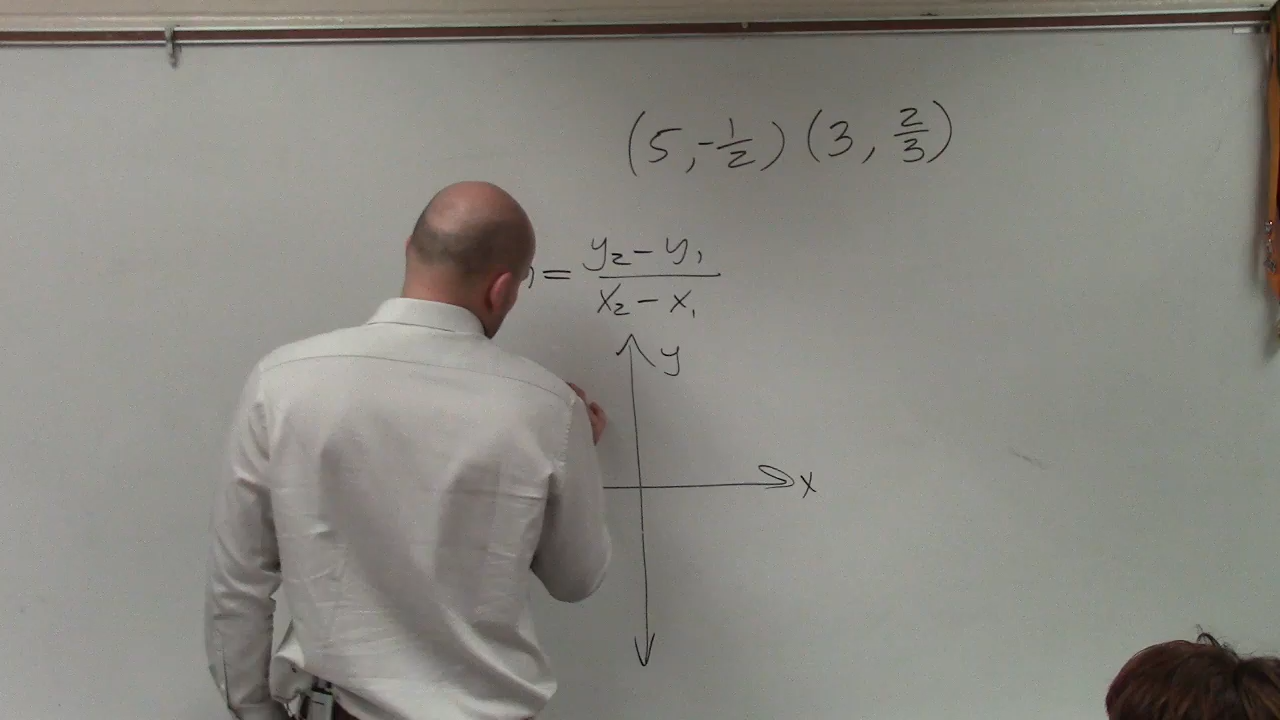 (5, -1/2) (3, 2/3)
= y₂ - y₁ / x₂ - x₁
y
x